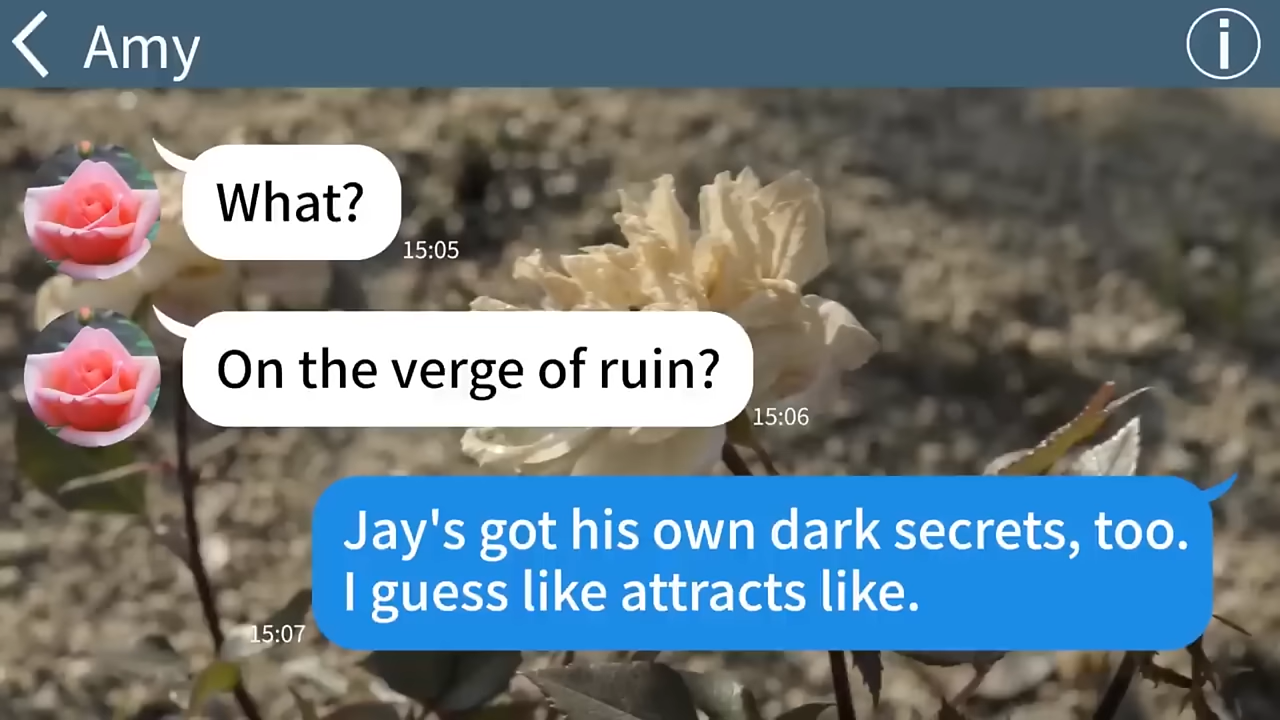 Amy
What?
15:05
On the verge of ruin?
15:06
Jay's got his own dark secrets, too.
I guess like attracts like.
15:07